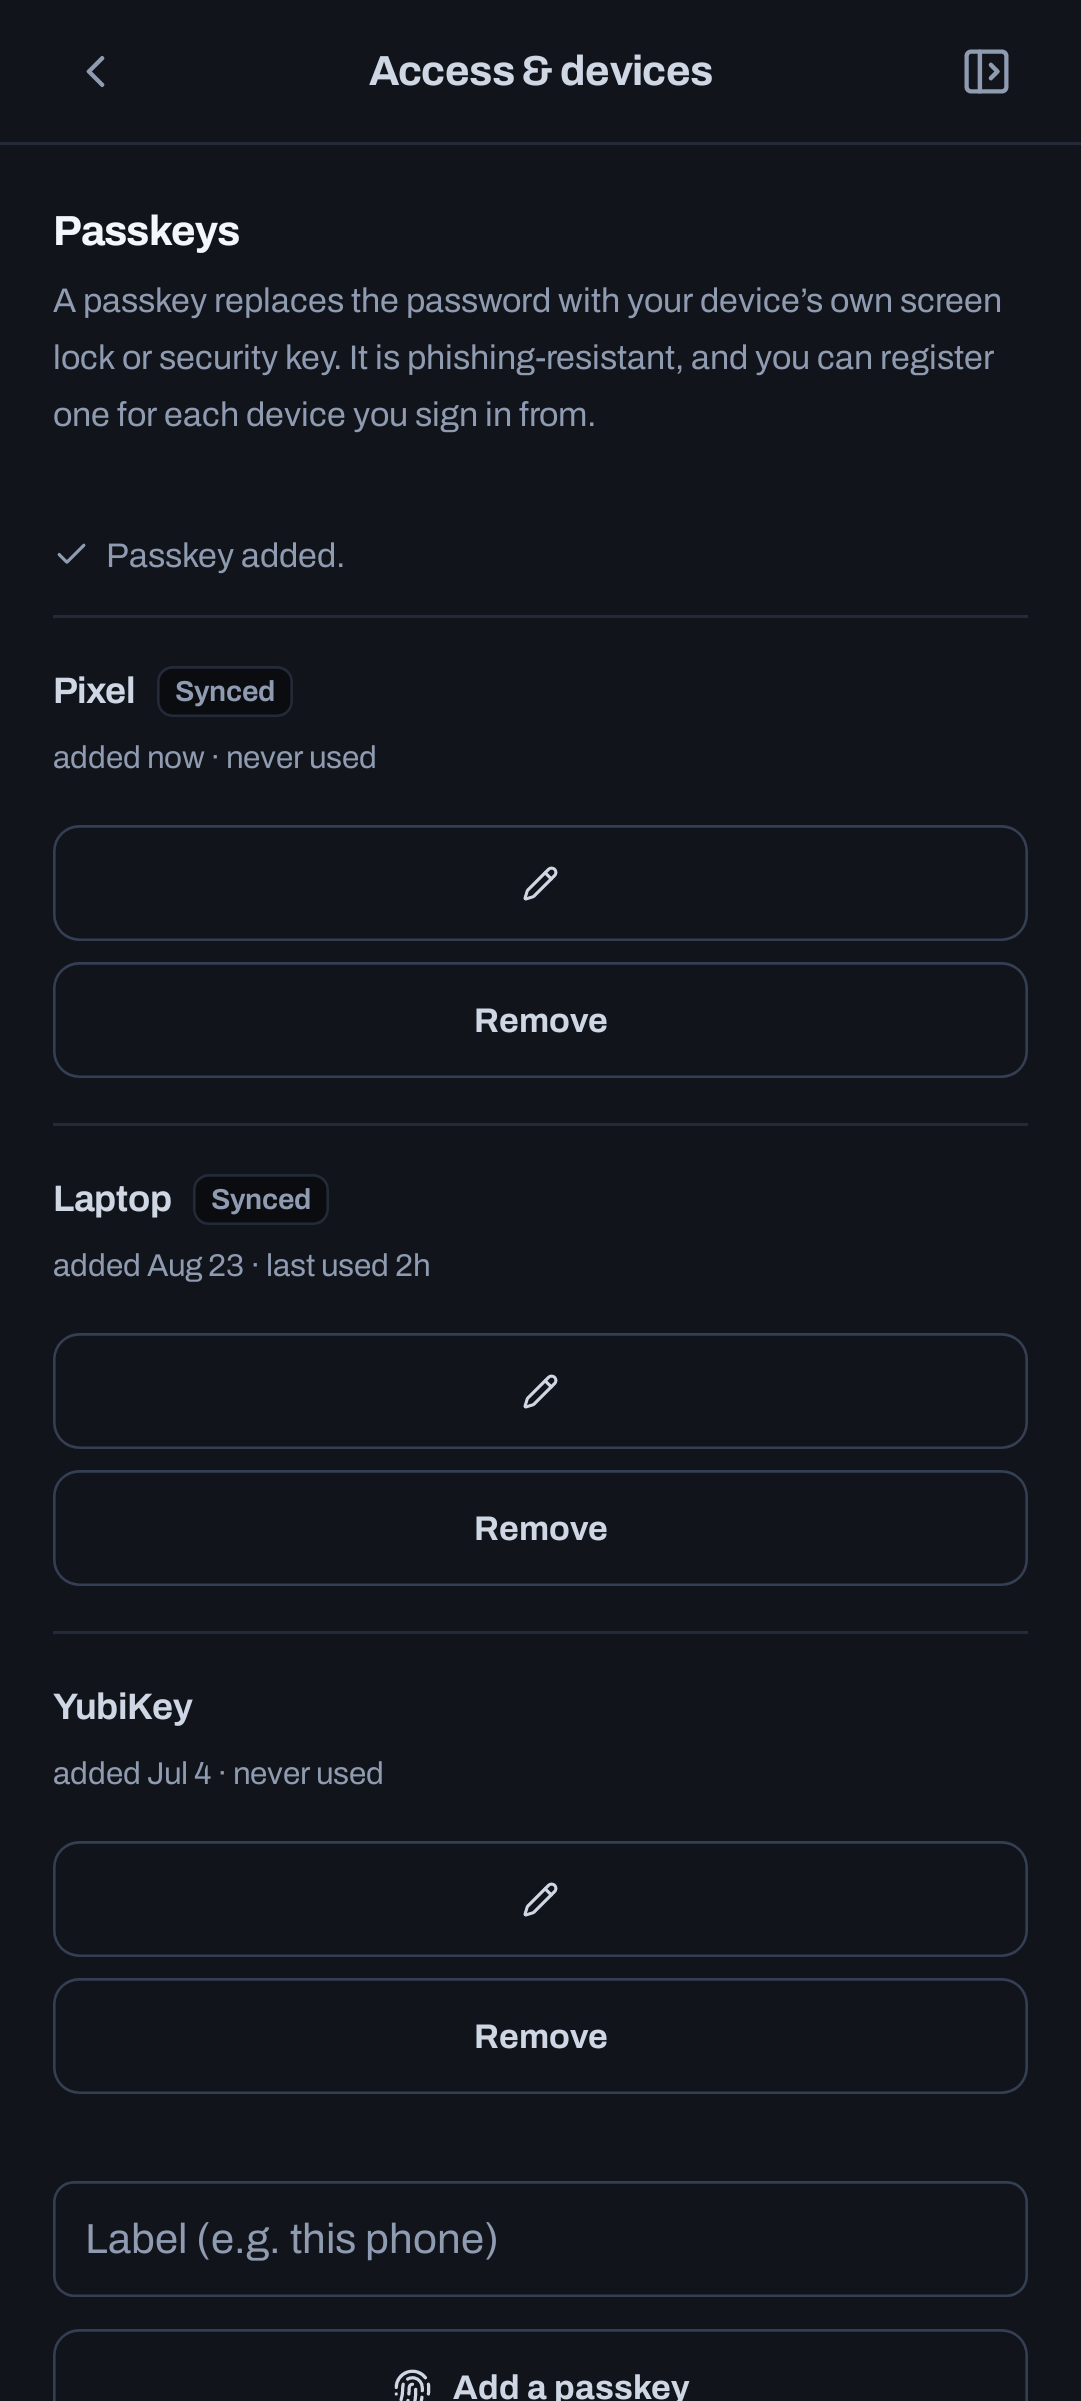 Access & devices
Passkeys
A passkey replaces the password with your device’s own screen
lock or security key. It is phishing-resistant, and you can register
one for each device you sign in from.
Passkey added.
Pixel Synced
added now · never used
Remove
Laptop Synced
added Aug 23 · last used 2h
Remove
YubiKey
added Jul 4 · never used
Remove
Label (e.g. this phone)
Add a passkey